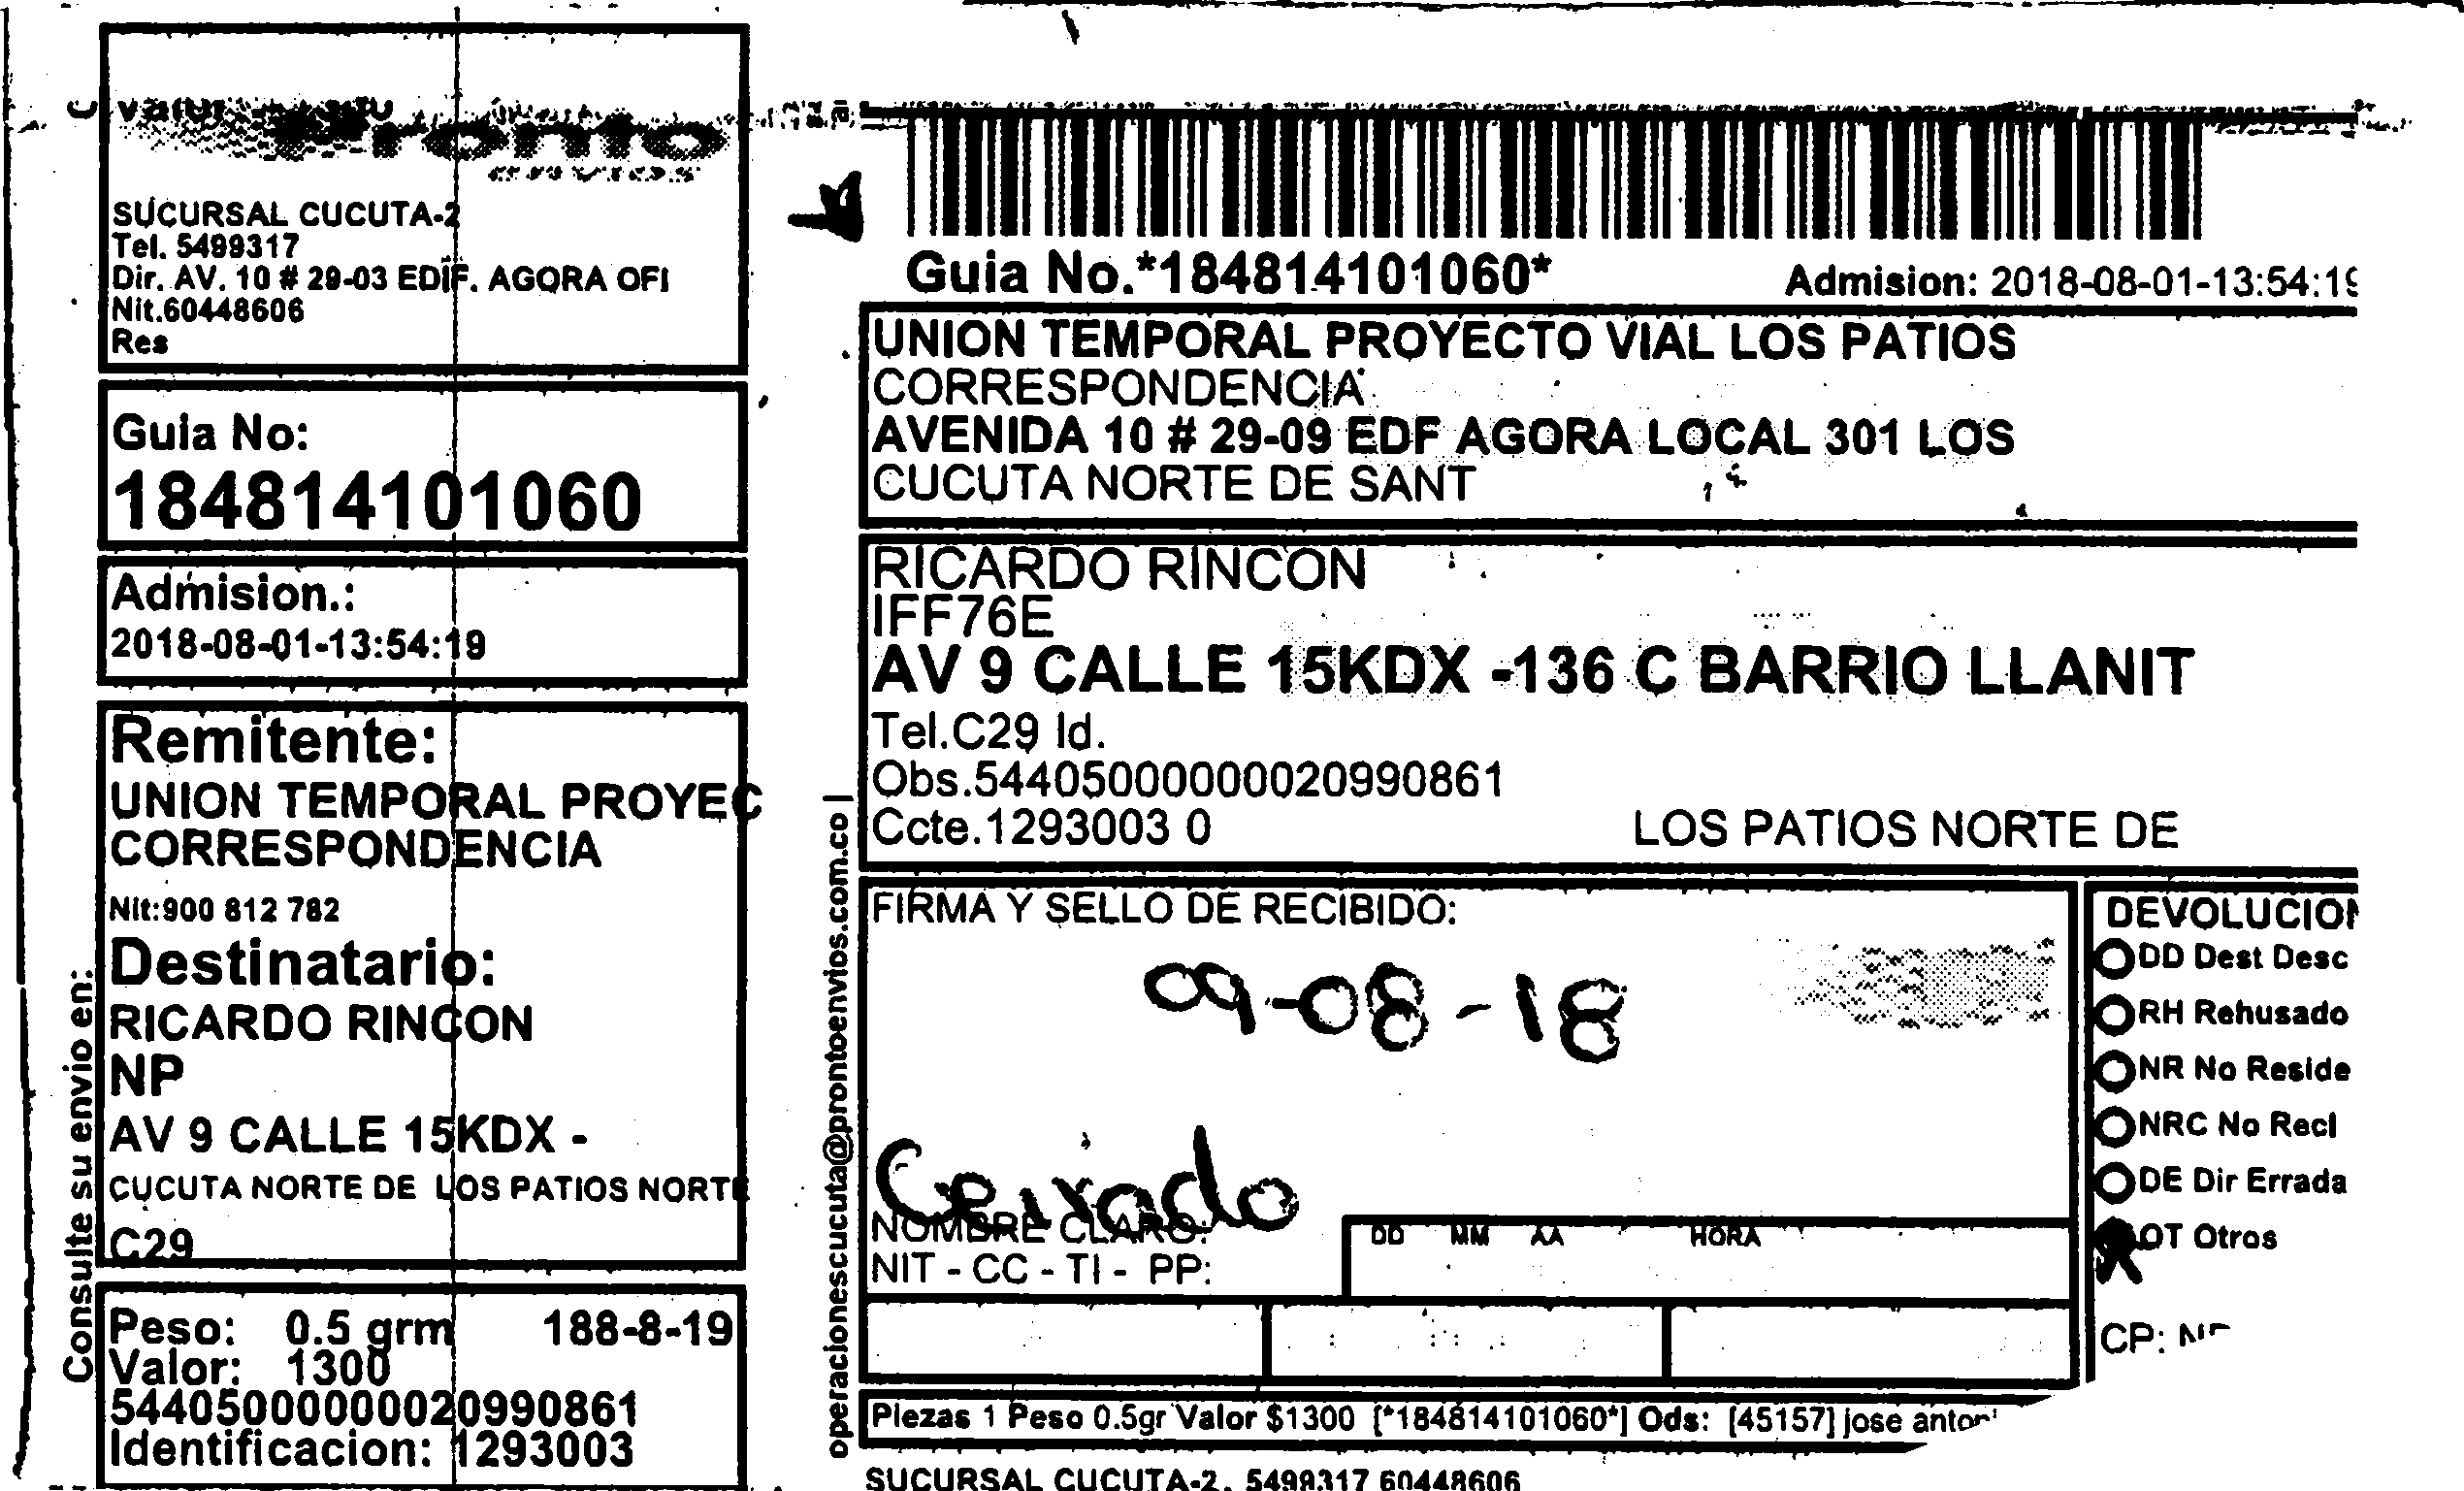 Pronto
envios
SUCURSAL CUCUTA-2
Tel. 5499317
Dir. AV. 10 # 29-03 EDIF. AGORA OFI
Nit.60448606
Res
Guia No:
184814101060
Admision.:
2018-08-01-13:54:19
Remitente:
UNION TEMPORAL PROYEC
CORRESPONDENCIA
Nit:900 812 782
Destinatario:
RICARDO RINCON
NP
AV 9 CALLE 15KDX -
CUCUTA NORTE DE LOS PATIOS NORTE
C29
Peso: 0.5 grm 188-8-19
Valor: 1300
544050000000020990861
Identificacion: 1293003
Consulte su envio en:
operacionescucuta@prontoenvios.com.co |
Guia No.*184814101060* Admision: 2018-08-01-13:54:19
UNION TEMPORAL PROYECTO VIAL LOS PATIOS
CORRESPONDENCIA
AVENIDA 10 # 29-09 EDF AGORA LOCAL 301 LOS
CUCUTA NORTE DE SANT
RICARDO RINCON
IFF76E
AV 9 CALLE 15KDX -136 C BARRIO LLANIT
Tel.C29 Id.
Obs.544050000000020990861
Ccte.1293003 0 LOS PATIOS NORTE DE
FIRMA Y SELLO DE RECIBIDO:
09-08-18
Cerrado
NOMBRE CLARO:
NIT - CC - TI - PP:
DD MM AA HORA
DEVOLUCION
DD Dest Desc
RH Rehusado
NR No Reside
NRC No Recl
DE Dir Errada
OT Otros
CP:
Piezas 1 Peso 0.5gr Valor $1300 [*184814101060*] Ods: [45157] jose
SUCURSAL CUCUTA-2, 5499317 60448606